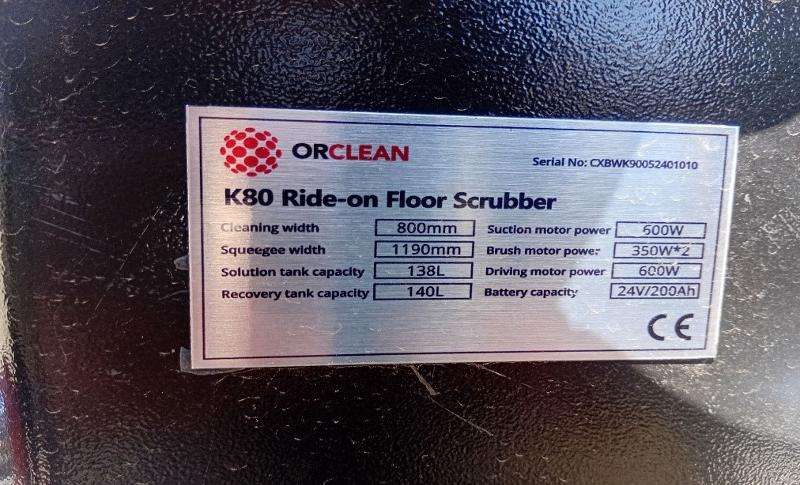 ORCLEAN
Serial No: CXBWK90052401010
K80 Ride-on Floor Scrubber
Cleaning width 800mm Suction motor power 500W
Squeegee width 1190mm Brush motor power 350W*2
Solution tank capacity 138L Driving motor power 600W
Recovery tank capacity 140L Battery capacity 24V/200Ah
CE